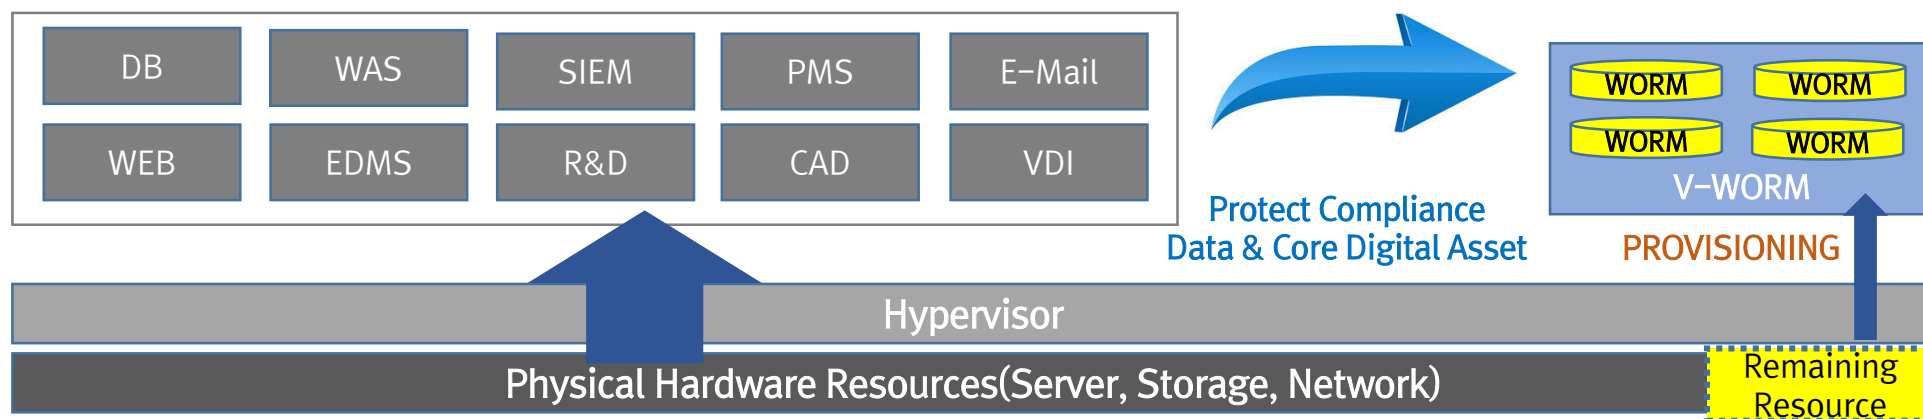 DB
WAS
SIEM
PMS
E-Mail
WEB
EDMS
R&D
CAD
VDI
Protect Compliance
Data & Core Digital Asset
WORM
WORM
WORM
WORM
V-WORM
PROVISIONING
Hypervisor
Physical Hardware Resources(Server, Storage, Network)
Remaining
Resource